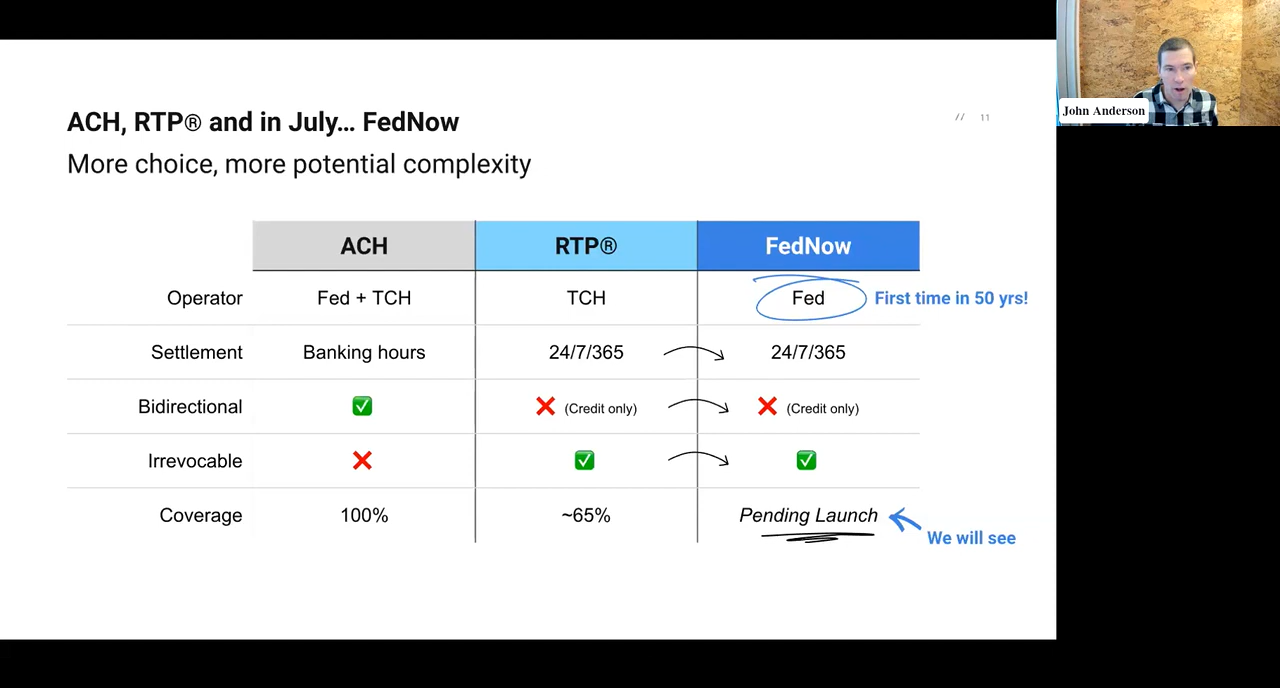 ACH, RTP® and in July… FedNow
// 11
More choice, more potential complexity
John Anderson
ACH RTP® FedNow
Operator Fed + TCH TCH Fed First time in 50 yrs!
Settlement Banking hours 24/7/365 24/7/365
Bidirectional ✅ ❌ (Credit only) ❌ (Credit only)
Irrevocable ❌ ✅ ✅
Coverage 100% ~65% Pending Launch
We will see